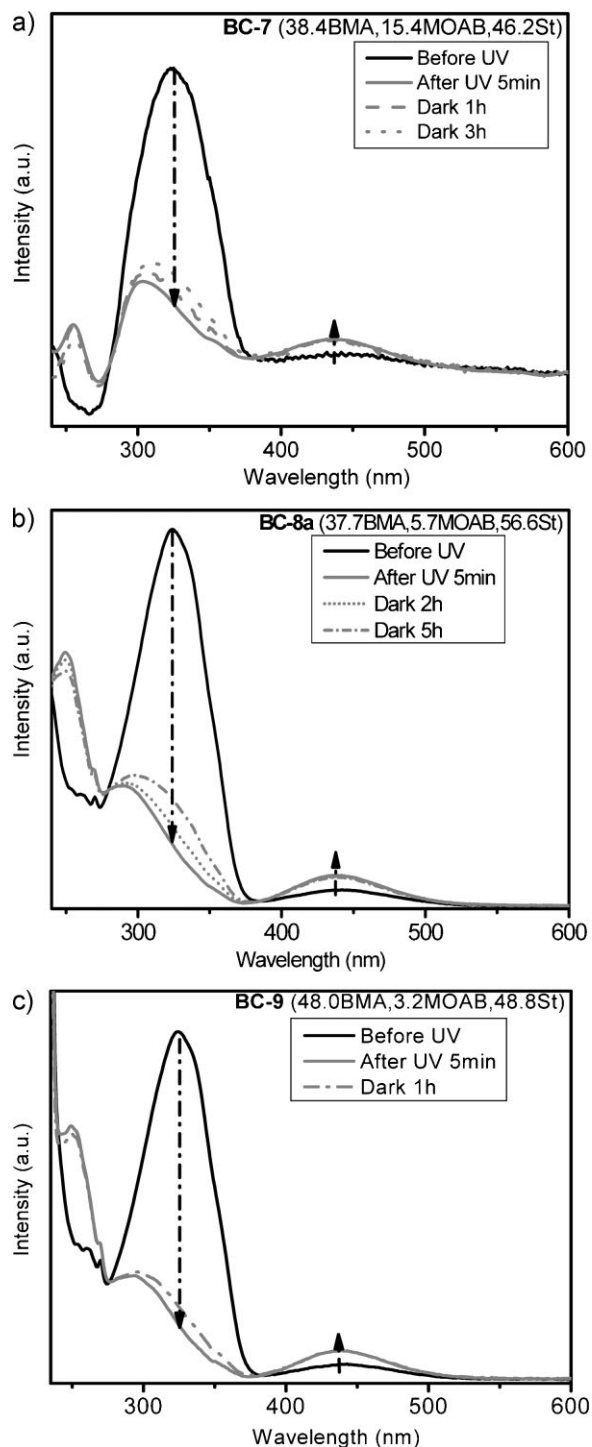 a)
BC-7 (38.4BMA,15.4MOAB,46.2St)
Before UV
After UV 5min
Dark 1h
Dark 3h
Intensity (a.u.)
300 400 500 600
Wavelength (nm)
b)
BC-8a (37.7BMA,5.7MOAB,56.6St)
Before UV
After UV 5min
Dark 2h
Dark 5h
Intensity (a.u.)
300 400 500 600
Wavelength (nm)
c)
BC-9 (48.0BMA,3.2MOAB,48.8St)
Before UV
After UV 5min
Dark 1h
Intensity (a.u.)
300 400 500 600
Wavelength (nm)